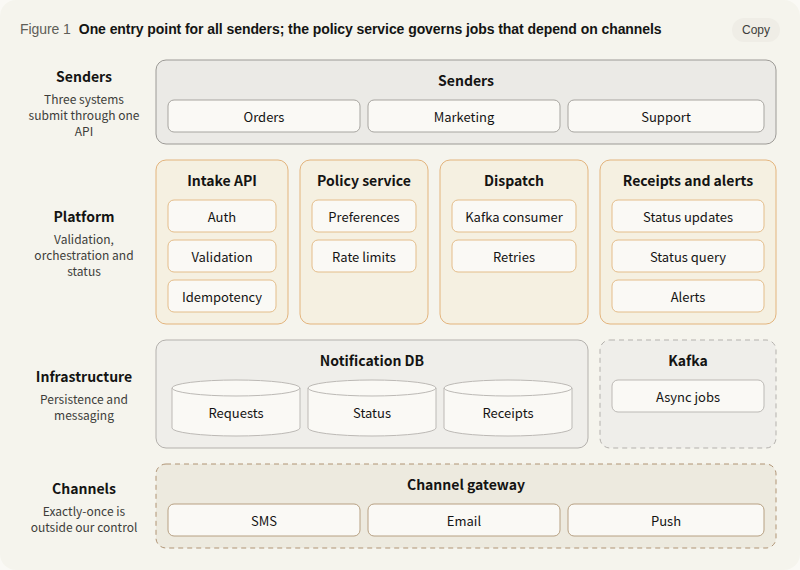 Figure 1 One entry point for all senders; the policy service governs jobs that depend on channels
Copy
Senders
Three systems
submit through one
API
Senders
Orders
Marketing
Support
Platform
Validation,
orchestration and
status
Intake API
Auth
Validation
Idempotency
Policy service
Preferences
Rate limits
Dispatch
Kafka consumer
Retries
Receipts and alerts
Status updates
Status query
Alerts
Infrastructure
Persistence and
messaging
Notification DB
Requests
Status
Receipts
Kafka
Async jobs
Channels
Exactly-once is
outside our control
Channel gateway
SMS
Email
Push